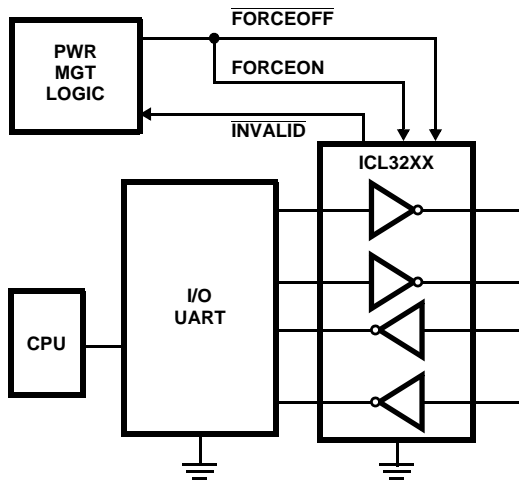 FORCEOFF
PWR
MGT
LOGIC
FORCEON
INVALID
ICL32XX
I/O
UART
CPU